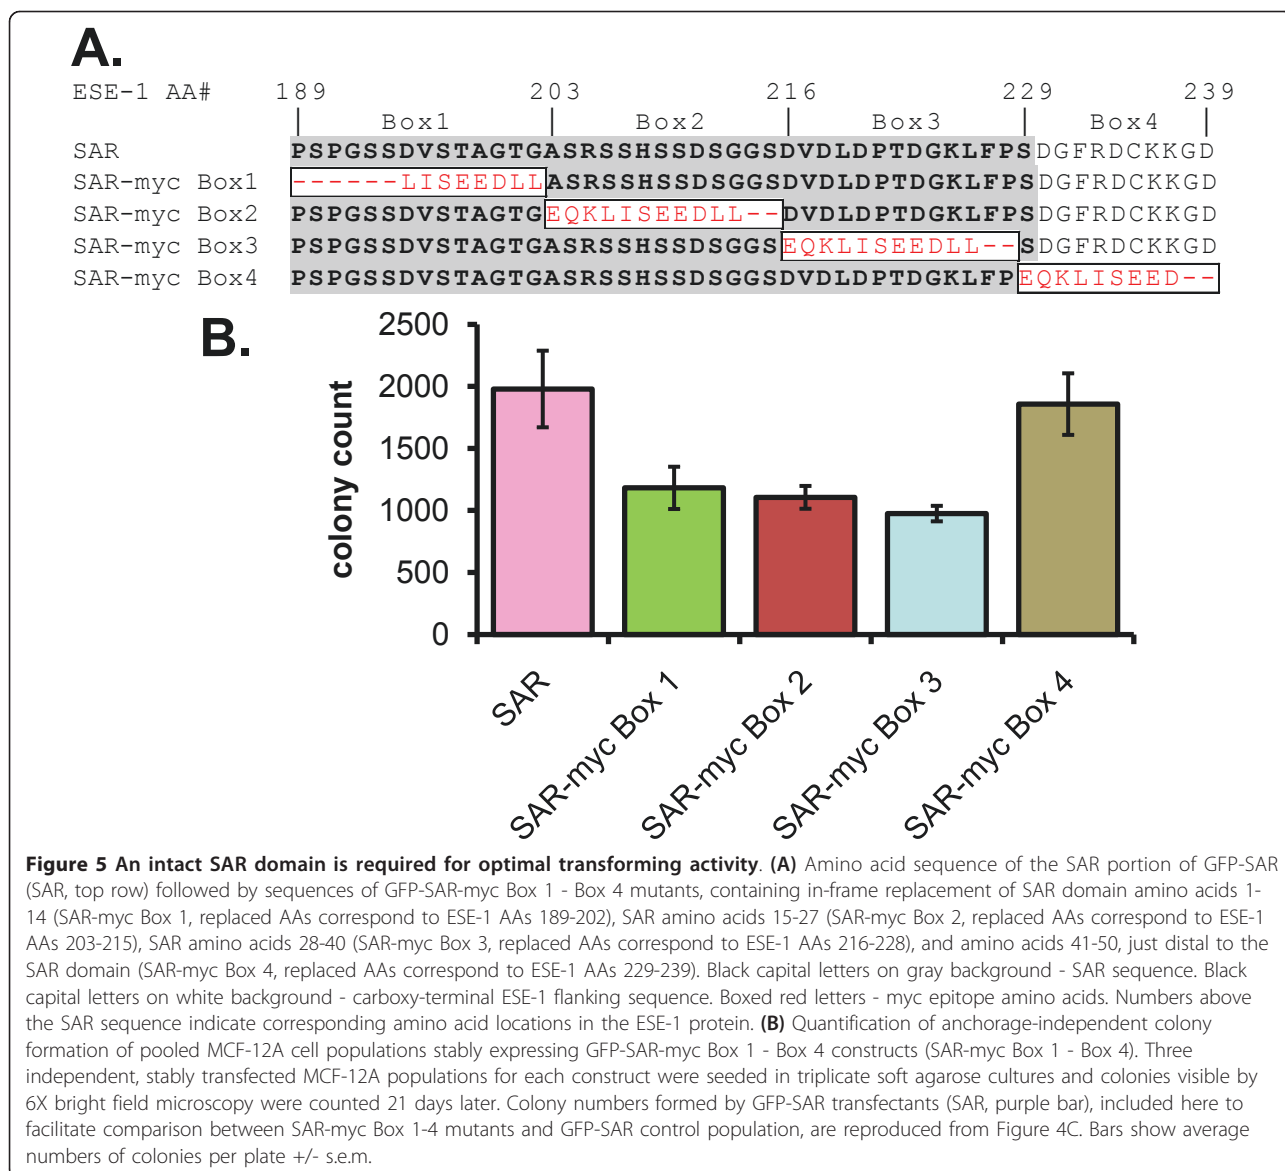 A.
ESE-1 AA# 189 203 216 229 239
Box1 Box2 Box3 Box4
SAR PSPGSSDVSTAGTGASRSSHSSDSGGSDVDLDPTDGKLFPSDGFRDCKKGD
SAR-myc Box1 ------LISEEDLLASRSSHSSDSGGSDVDLDPTDGKLFPSDGFRDCKKGD
SAR-myc Box2 PSPGSSDVSTAGTGEQKLISEEDLL--DVDLDPTDGKLFPSDGFRDCKKGD
SAR-myc Box3 PSPGSSDVSTAGTGASRSSHSSDSGGSEQKLISEEDLL--SDGFRDCKKGD
SAR-myc Box4 PSPGSSDVSTAGTGASRSSHSSDSGGSDVDLDPTDGKLFPEQKLISEED--
B.
colony count
2500
2000
1500
1000
500
0
SAR
SAR-myc Box 1
SAR-myc Box 2
SAR-myc Box 3
SAR-myc Box 4
Figure 5 An intact SAR domain is required for optimal transforming activity. (A) Amino acid sequence of the SAR portion of GFP-SAR
(SAR, top row) followed by sequences of GFP-SAR-myc Box 1 - Box 4 mutants, containing in-frame replacement of SAR domain amino acids 1-
14 (SAR-myc Box 1, replaced AAs correspond to ESE-1 AAs 189-202), SAR amino acids 15-27 (SAR-myc Box 2, replaced AAs correspond to ESE-1
AAs 203-215), SAR amino acids 28-40 (SAR-myc Box 3, replaced AAs correspond to ESE-1 AAs 216-228), and amino acids 41-50, just distal to the
SAR domain (SAR-myc Box 4, replaced AAs correspond to ESE-1 AAs 229-239). Black capital letters on gray background - SAR sequence. Black
capital letters on white background - carboxy-terminal ESE-1 flanking sequence. Boxed red letters - myc epitope amino acids. Numbers above
the SAR sequence indicate corresponding amino acid locations in the ESE-1 protein. (B) Quantification of anchorage-independent colony
formation of pooled MCF-12A cell populations stably expressing GFP-SAR-myc Box 1 - Box 4 constructs (SAR-myc Box 1 - Box 4). Three
independent, stably transfected MCF-12A populations for each construct were seeded in triplicate soft agarose cultures and colonies visible by
6X bright field microscopy were counted 21 days later. Colony numbers formed by GFP-SAR transfectants (SAR, purple bar), included here to
facilitate comparison between SAR-myc Box 1-4 mutants and GFP-SAR control population, are reproduced from Figure 4C. Bars show average
numbers of colonies per plate +/- s.e.m.